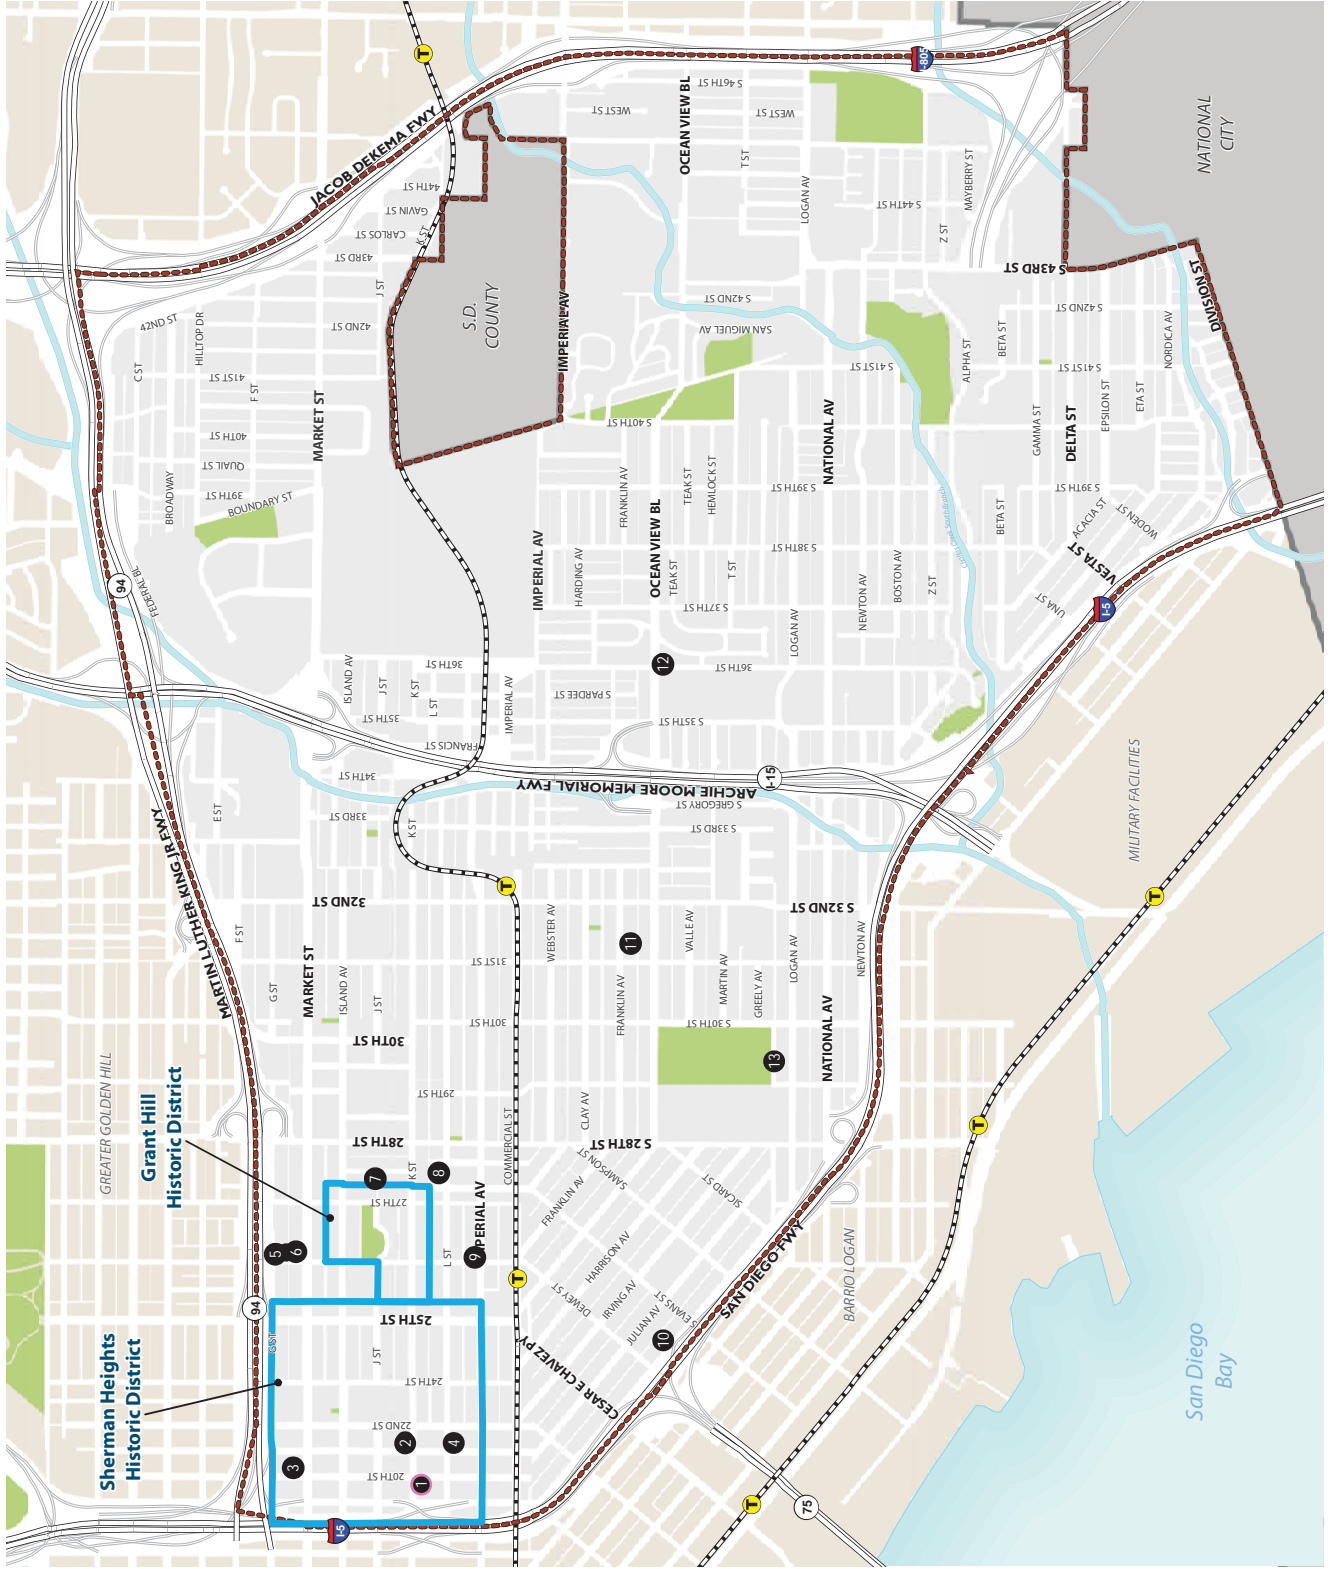 JACOB DEKEMA FWY
T
I-805
S 46TH ST
OCEAN VIEW BL
WEST ST
WEST ST
T ST
LOGAN AV
MAYBERRY ST
S 44TH ST
Z ST
NATIONAL
CITY
44TH ST
GAVIN ST
CARLOS ST
K ST
43RD ST
J ST
S 43RD ST
DIVISION ST
S.D.
COUNTY
42ND ST
HILLTOP DR
C ST
42ND ST
41ST ST
F ST
IMPERIAL AV
S 42ND ST
SAN MIGUEL AV
S 41ST ST
ALPHA ST
BETA ST
S 42ND ST
S 41ST ST
NORDICA AV
MARKET ST
40TH ST
QUAIL ST
39TH ST
BOUNDARY ST
BROADWAY
S 40TH ST
NATIONAL AV
GAMMA ST
DELTA ST
EPSILON ST
ETA ST
FRANKLIN AV
TEAK ST
HEMLOCK ST
S 39TH ST
S 39TH ST
BETA ST
ACACIA ST
WODEN ST
VESTA ST
UNA ST
I-5
94
FEDERAL BL
IMPERIAL AV
HARDING AV
OCEAN VIEW BL
TEAK ST
T ST
S 38TH ST
S 37TH ST
LOGAN AV
NEWTON AV
BOSTON AV
Z ST
ISLAND AV
J ST
K ST
L ST
36TH ST
35TH ST
IMPERIAL AV
S PARDEE ST
12
36TH ST
S 35TH ST
FRANCIS ST
34TH ST
33RD ST
K ST
E ST
ARCHIE MOORE MEMORIAL FWY
I-15
S GREGORY ST
S 33RD ST
MILITARY FACILITIES
MARTIN LUTHER KING JR FWY
32ND ST
T
S 32ND ST
T
F ST
G ST
MARKET ST
ISLAND AV
J ST
31ST ST
WEBSTER AV
11
FRANKLIN AV
VALLE AV
MARTIN AV
GREELY AV
LOGAN AV
NEWTON AV
30TH ST
30TH ST
S 30TH ST
NATIONAL AV
13
GREATER GOLDEN HILL
Grant Hill
Historic District
29TH ST
28TH ST
COMMERCIAL ST
CLAY AV
S 28TH ST
SAMPSON ST
SICARD ST
T
7
K ST
8
27TH ST
5
6
L ST
9
IMPERIAL AV
FRANKLIN AV
HARRISON AV
IRVING AV
DEWEY ST
JULIAN AV
S EVANS ST
10
SAN DIEGO FWY
BARRIO LOGAN
T
94
25TH ST
G ST
J ST
24TH ST
CESAR E CHAVEZ PY
Sherman Heights
Historic District
22ND ST
2
4
3
20TH ST
1
I-5
T
75
San Diego
Bay